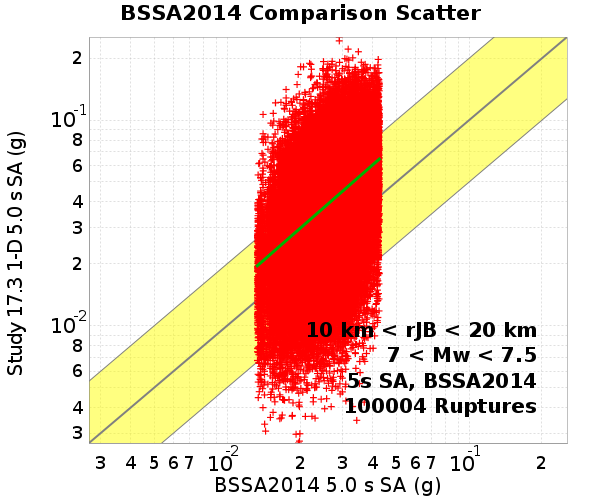 BSSA2014 Comparison Scatter
Study 17.3 1-D 5.0 s SA (g)
2
10-1
8
6
4
3
2
10-2
8
6
4
3
10 km < rJB < 20 km
7 < Mw < 7.5
5s SA, BSSA2014
100004 Ruptures
3 4 5 6 7 10-2 2 3 4 5 6 7 10-1 2
BSSA2014 5.0 s SA (g)